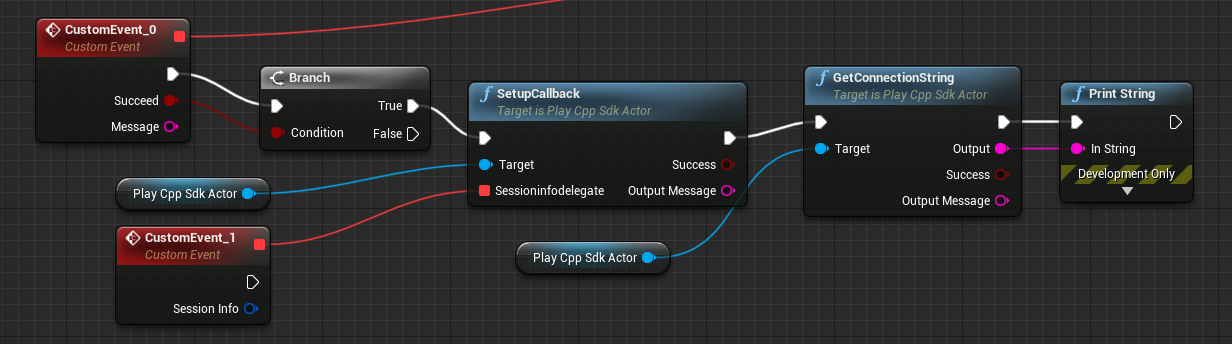 CustomEvent_0
Custom Event
Succeed
Message
Branch
True
Condition
False
SetupCallback
Target is Play Cpp Sdk Actor
Target
Success
Sessioninfodelegate
Output Message
GetConnectionString
Target is Play Cpp Sdk Actor
Target
Output
Success
Output Message
Print String
In String
Development Only
Play Cpp Sdk Actor
CustomEvent_1
Custom Event
Session Info
Play Cpp Sdk Actor